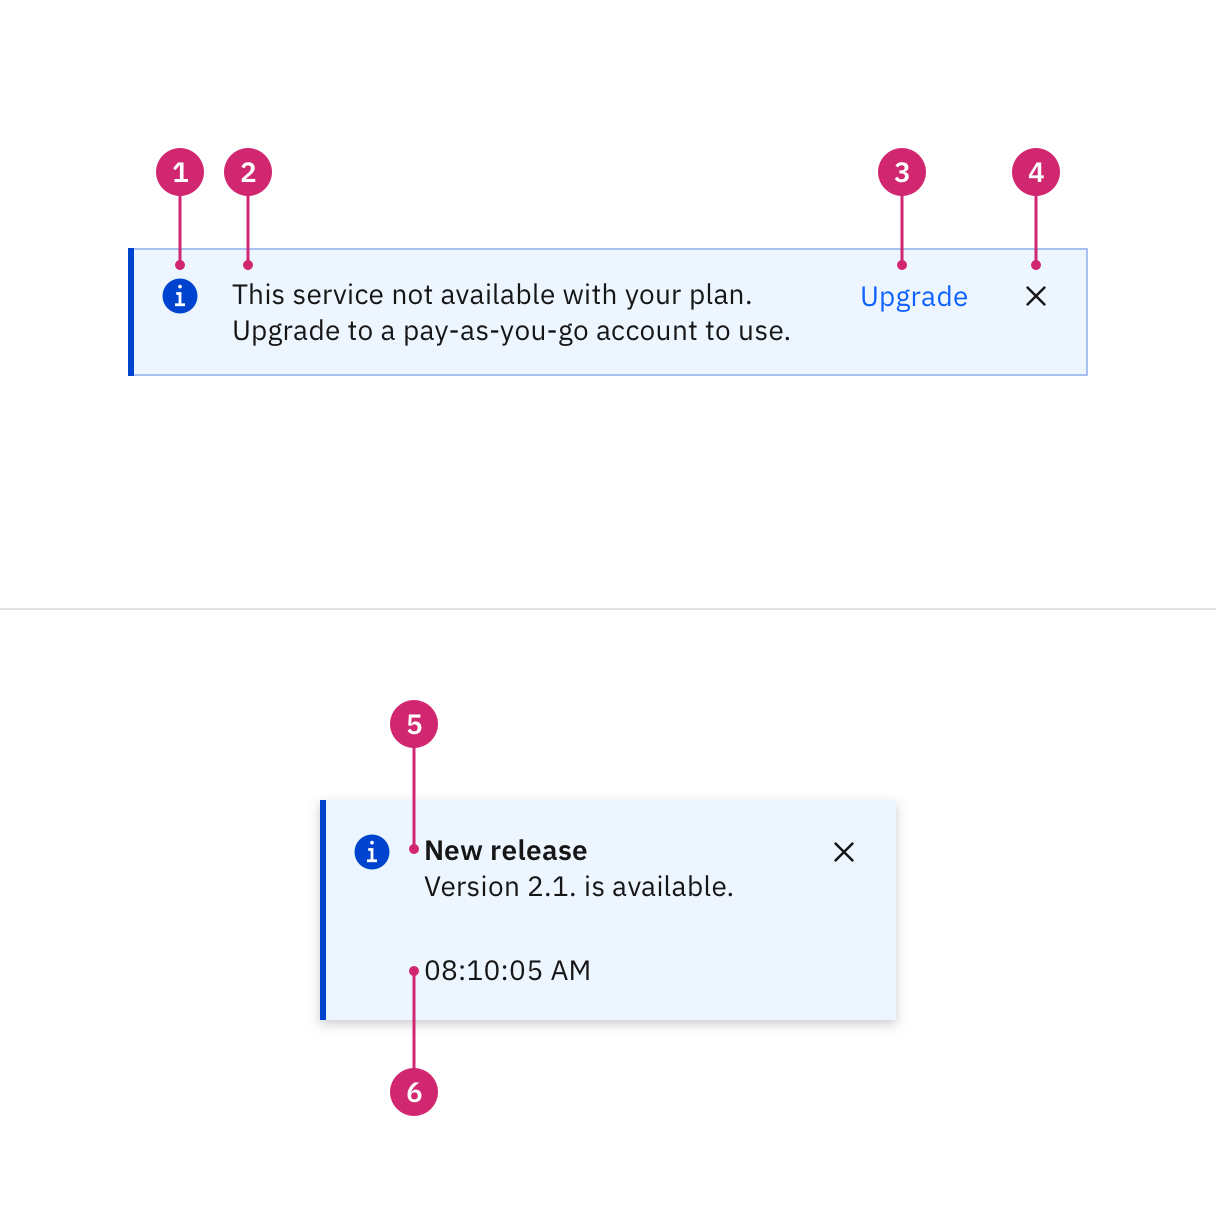 1 2 3 4
i This service not available with your plan. Upgrade
Upgrade to a pay-as-you-go account to use.
5
i New release
Version 2.1. is available.
08:10:05 AM
6